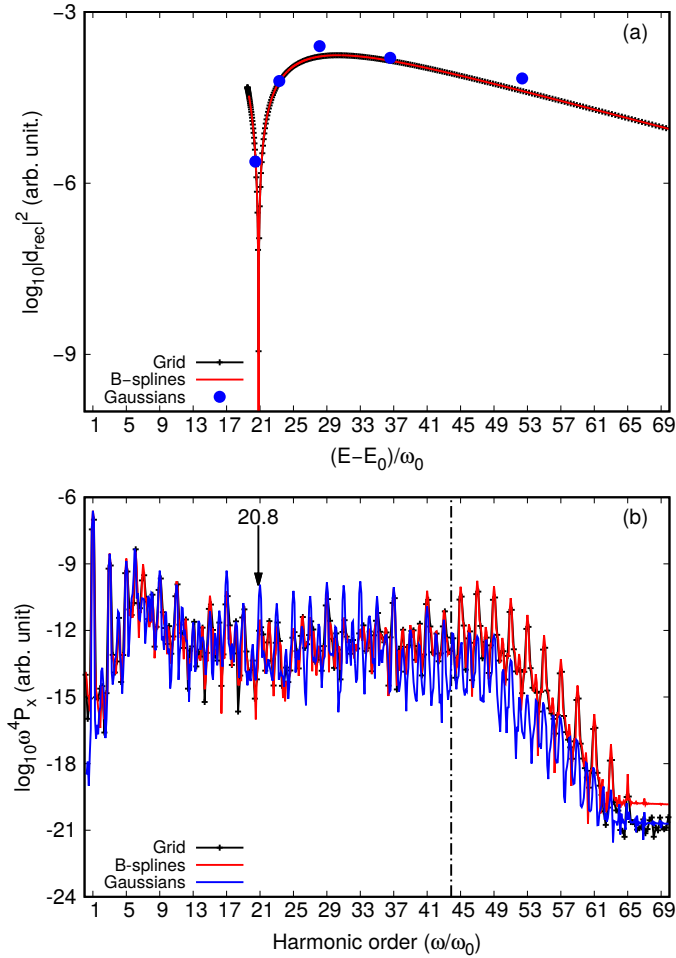 (a)
−3
−6
−9
log₁₀|d_rec|² (arb. unit.)
Grid
B−splines
Gaussians
1 5 9 13 17 21 25 29 33 37 41 45 49 53 57 61 65 69
(E−E₀)/ω₀
(b)
20.8
−6
−9
−12
−15
−18
−21
−24
log₁₀ω⁴Pₓ (arb. unit)
Grid
B-splines
Gaussians
1 5 9 13 17 21 25 29 33 37 41 45 49 53 57 61 65 69
Harmonic order (ω/ω₀)